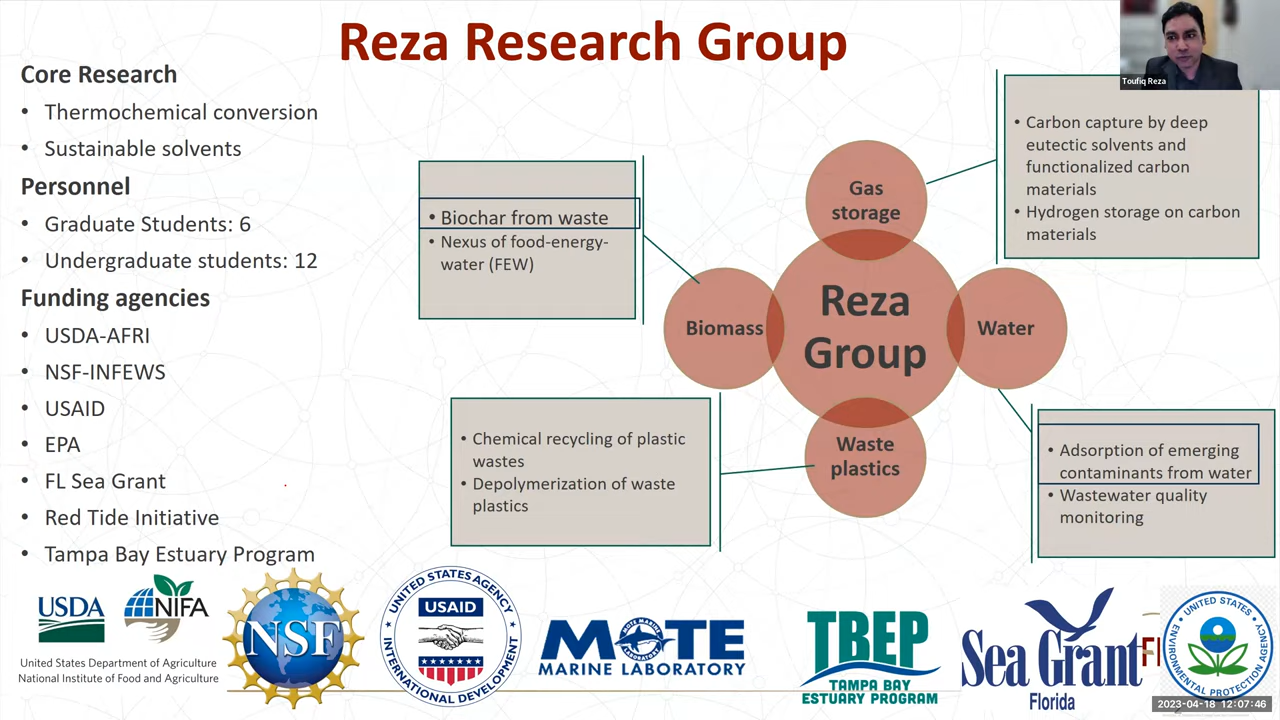 Reza Research Group
Toufiq Reza
Core Research
• Thermochemical conversion
• Sustainable solvents
Personnel
• Graduate Students: 6
• Undergraduate students: 12
Funding agencies
• USDA-AFRI
• NSF-INFEWS
• USAID
• EPA
• FL Sea Grant
• Red Tide Initiative
• Tampa Bay Estuary Program
• Biochar from waste
• Nexus of food-energy-
water (FEW)
• Chemical recycling of plastic
wastes
• Depolymerization of waste
plastics
Gas
storage
Biomass
Reza
Group
Water
Waste
plastics
• Carbon capture by deep
eutectic solvents and
functionalized carbon
materials
• Hydrogen storage on carbon
materials
• Adsorption of emerging
contaminants from water
• Wastewater quality
monitoring
USDA
NIFA
United States Department of Agriculture
National Institute of Food and Agriculture
NSF
UNITED STATES AGENCY
USAID
INTERNATIONAL DEVELOPMENT
MOTE
MOTE MARINE
LABORATORY
MARINE LABORATORY
TBEP
TAMPA BAY
ESTUARY PROGRAM
Sea Grant
Florida
Fl
UNITED STATES
ENVIRONMENTAL PROTECTION AGENCY
2023-04-18 12:07:46